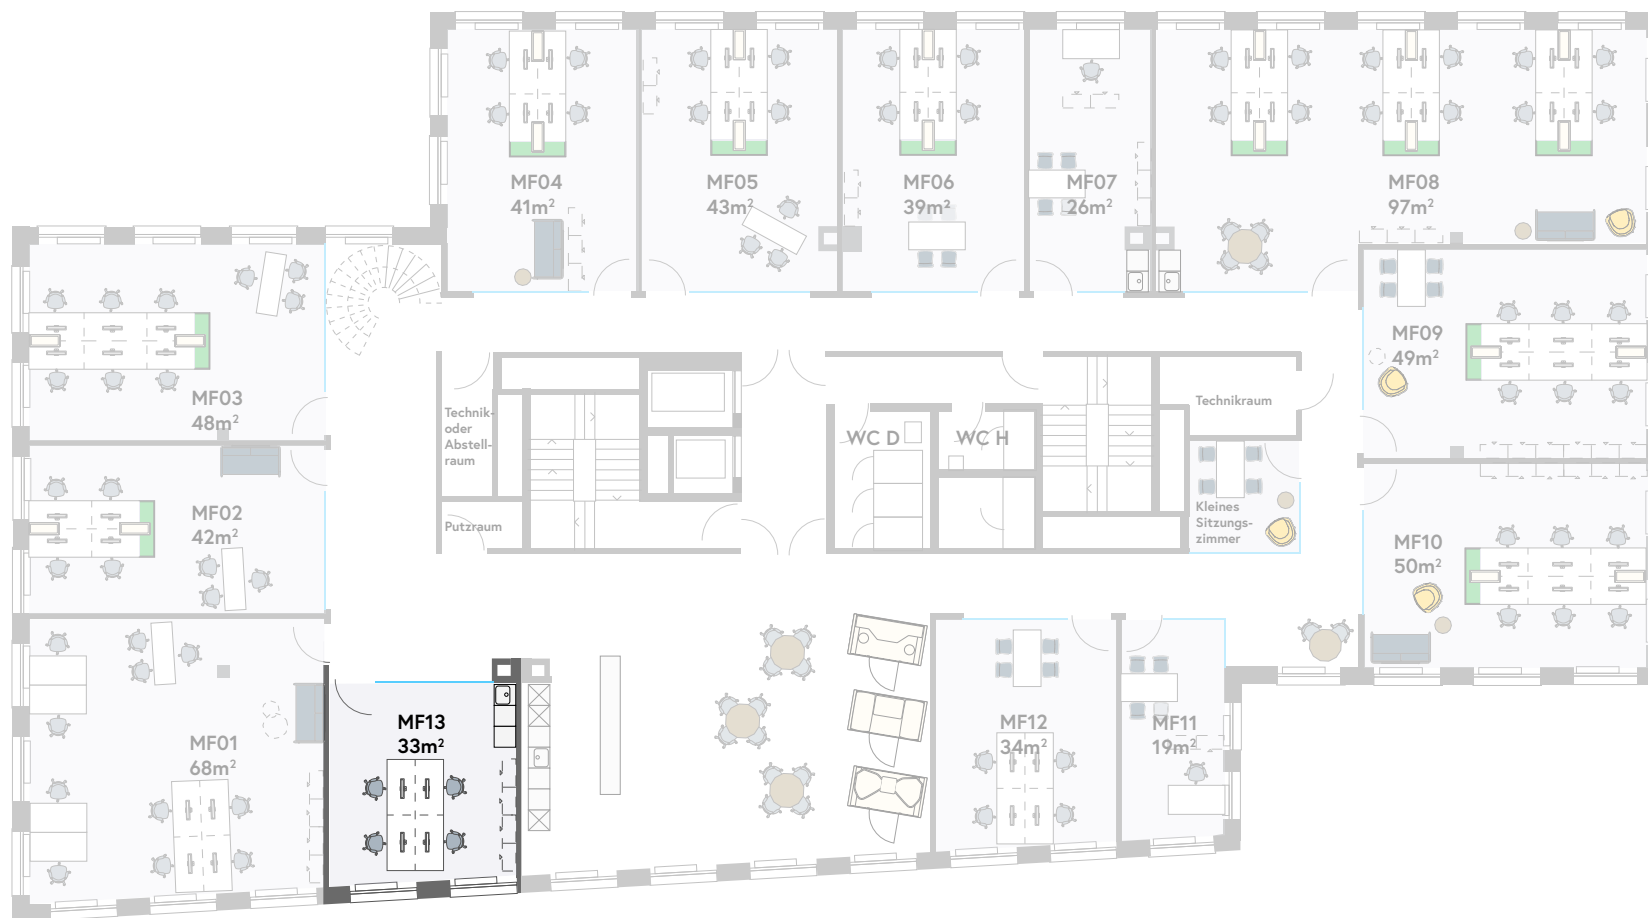 MF04
41m²
MF05
43m²
MF06
39m²
MF07
26m²
MF08
97m²
MF03
48m²
MF09
49m²
Technik-
oder
Abstell-
raum
WC D
WC H
Technikraum
MF02
42m²
Putzraum
Kleines
Sitzungs-
zimmer
MF10
50m²
MF01
68m²
MF13
33m²
MF12
34m²
MF11
19m²